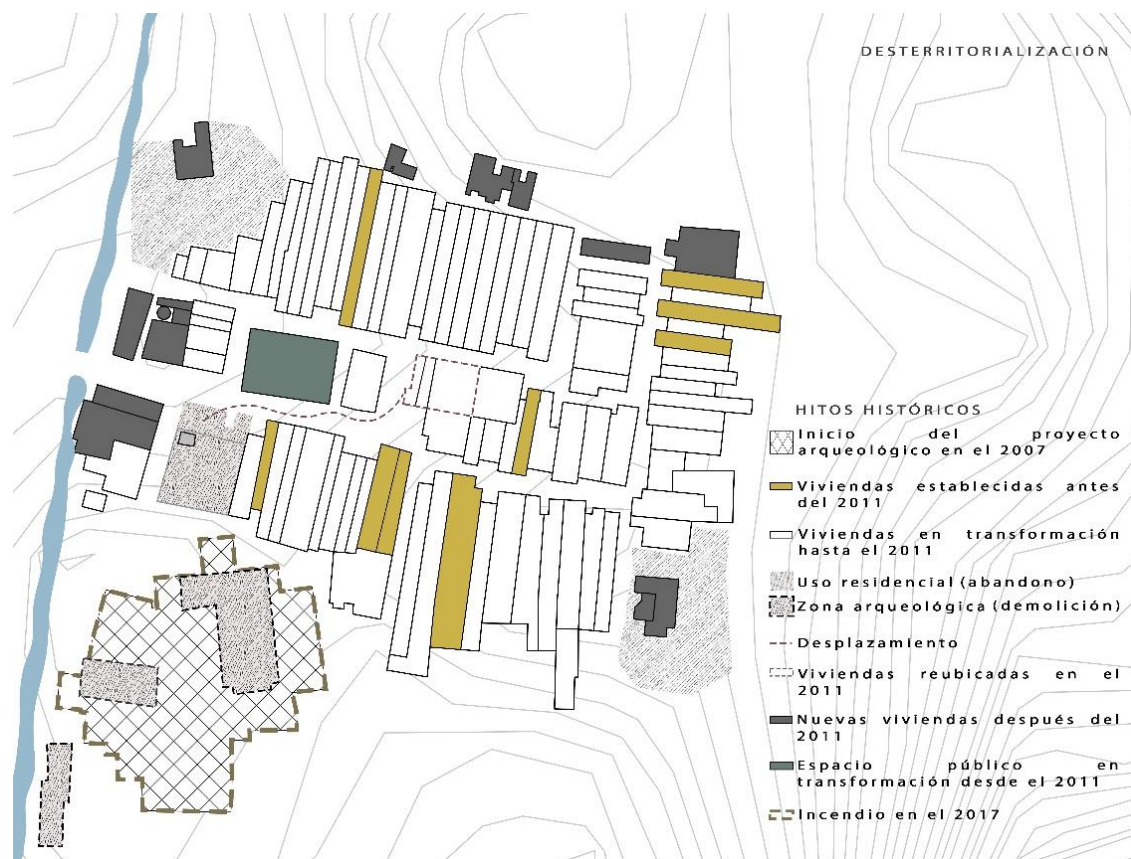 DESTERRITORIALIZACIÓN
HITOS HISTÓRICOS
Inicio del proyecto
arqueológico en el 2007
Viviendas establecidas antes
del 2011
Viviendas en transformación
hasta el 2011
Uso residencial (abandono)
Zona arqueológica (demolición)
Desplazamiento
Viviendas reubicadas en el
2011
Nuevas viviendas después del
2011
Espacio público en
transformación desde el 2011
Incendio en el 2017